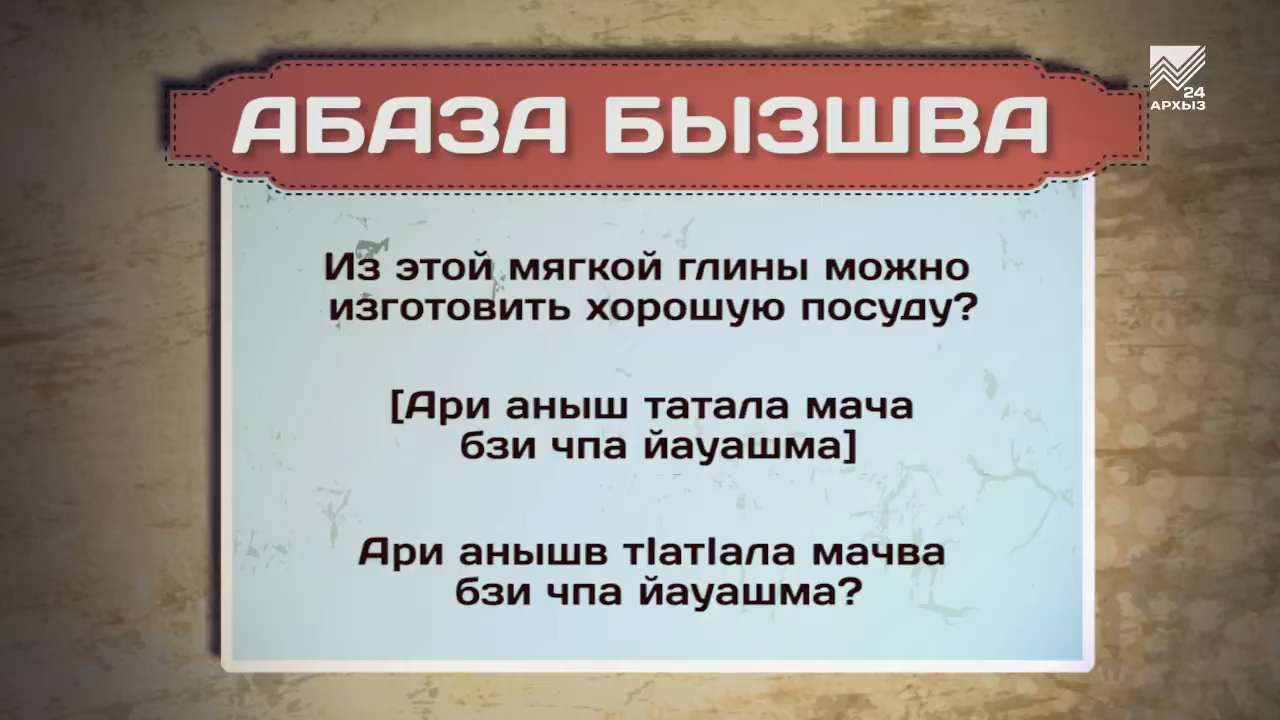 АБАЗА БЫЗШВА
24
АРХЫЗ
Из этой мягкой глины можно
изготовить хорошую посуду?
[Ари аныш татала мача
бзи чпа йауашма]
Ари анышв тӏатӏала мачва
бзи чпа йауашма?